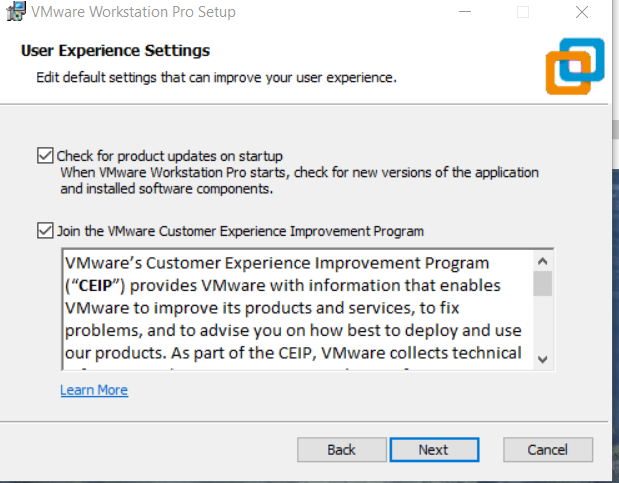 VMware Workstation Pro Setup
User Experience Settings
Edit default settings that can improve your user experience.
Check for product updates on startup
When VMware Workstation Pro starts, check for new versions of the application
and installed software components.
Join the VMware Customer Experience Improvement Program
VMware's Customer Experience Improvement Program
("CEIP") provides VMware with information that enables
VMware to improve its products and services, to fix
problems, and to advise you on how best to deploy and use
our products. As part of the CEIP, VMware collects technical
Learn More
Back
Next
Cancel